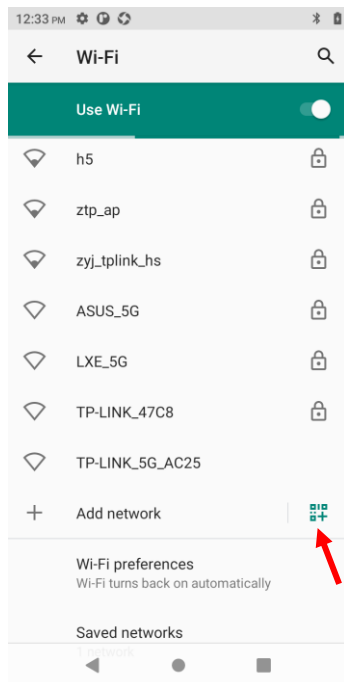 12:33 PM
Wi-Fi
Use Wi-Fi
h5
ztp_ap
zyj_tplink_hs
ASUS_5G
LXE_5G
TP-LINK_47C8
TP-LINK_5G_AC25
Add network
Wi-Fi preferences
Wi-Fi turns back on automatically
Saved networks
1 network